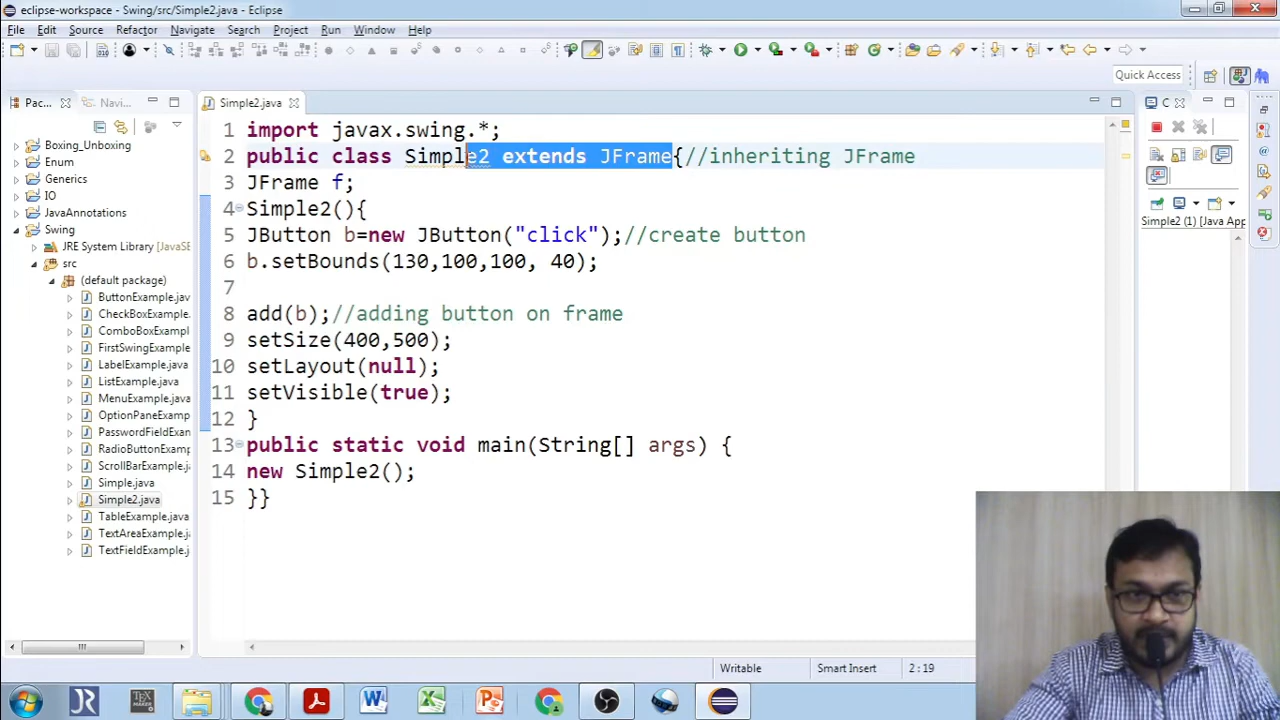 eclipse-workspace - Swing/src/Simple2.java - Eclipse
File Edit Source Refactor Navigate Search Project Run Window Help
Quick Access
Pac... Navi...
Simple2.java
C
Boxing_Unboxing
Enum
Generics
IO
JavaAnnotations
Swing
JRE System Library [JavaSE
src
(default package)
ButtonExample.jav
CheckBoxExample.
ComboBoxExampl
FirstSwingExample
LabelExample.java
ListExample.java
MenuExample.java
OptionPaneExamp
PasswordFieldExan
RadioButtonExamp
ScrollBarExample.j
Simple.java
Simple2.java
TableExample.java
TextAreaExample.j
TextFieldExample.j
1 import javax.swing.*;
2 public class Simple2 extends JFrame{//inheriting JFrame
3 JFrame f;
4 Simple2(){
5 JButton b=new JButton("click");//create button
6 b.setBounds(130,100,100, 40);
7
8 add(b);//adding button on frame
9 setSize(400,500);
10 setLayout(null);
11 setVisible(true);
12 }
13 public static void main(String[] args) {
14 new Simple2();
15 }}
Simple2 (1) [Java App
Writable Smart Insert 2 : 19